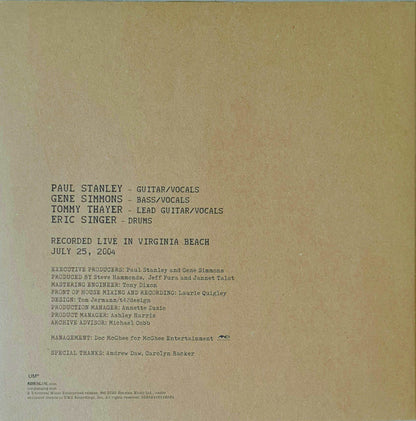 PAUL STANLEY - GUITAR/VOCALS
GENE SIMMONS - BASS/VOCALS
TOMMY THAYER - LEAD GUITAR/VOCALS
ERIC SINGER - DRUMS
RECORDED LIVE IN VIRGINIA BEACH
JULY 25, 2004
EXECUTIVE PRODUCERS: Paul Stanley and Gene Simmons
PRODUCED BY Steve Hammonds, Jeff Fura and Jannet Talot
MASTERING ENGINEER: Tony Dixon
FRONT OF HOUSE MIXING AND RECORDING: Laurie Quigley
DESIGN: Tom Jermann/t42design
PRODUCTION MANAGER: Annette Dusio
PRODUCT MANAGER: Ashley Harris
ARCHIVE ADVISOR: Michael Cobb
MANAGEMENT: Doc McGhee for McGhee Entertainment
SPECIAL THANKS: Andrew Daw, Carolyn Rucker
UMe